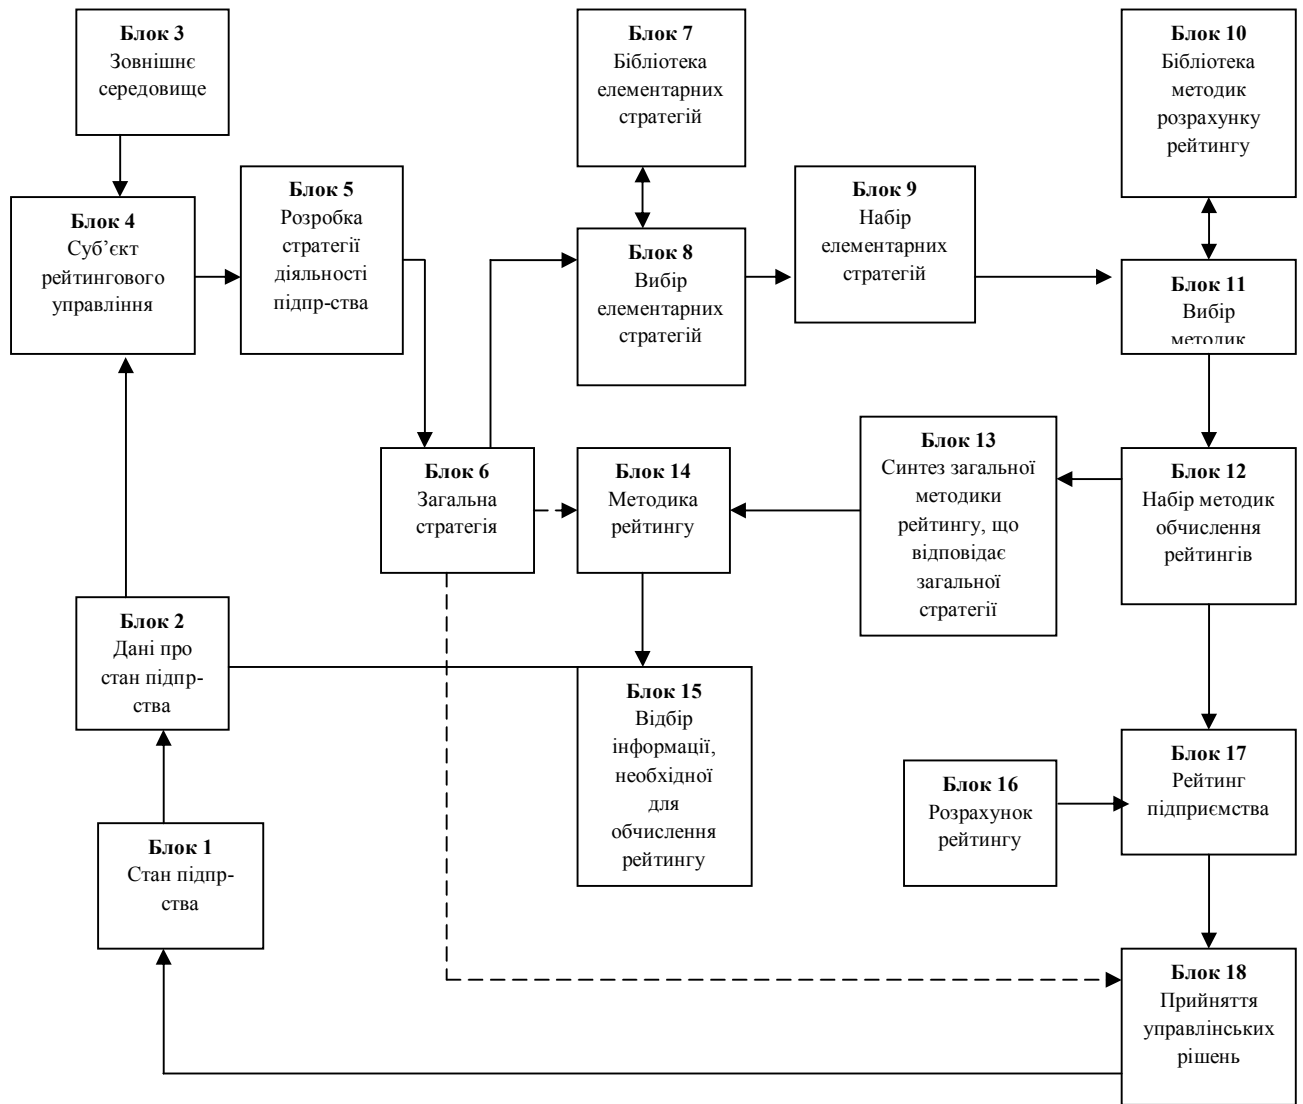 Блок 3
Зовнішнє
середовище
Блок 7
Бібліотека
елементарних
стратегій
Блок 10
Бібліотека
методик
розрахунку
рейтингу
Блок 4
Суб’єкт
рейтингового
управління
Блок 5
Розробка
стратегії
діяльності
підпр-ства
Блок 8
Вибір
елементарних
стратегій
Блок 9
Набір
елементарних
стратегій
Блок 11
Вибір
методик
Блок 6
Загальна
стратегія
Блок 14
Методика
рейтингу
Блок 13
Синтез загальної
методики
рейтингу, що
відповідає
загальної
стратегії
Блок 12
Набір методик
обчислення
рейтингів
Блок 2
Дані про
стан підпр-
ства
Блок 15
Відбір
інформації,
необхідної
для
обчислення
рейтингу
Блок 16
Розрахунок
рейтингу
Блок 17
Рейтинг
підприємства
Блок 1
Стан підпр-
ства
Блок 18
Прийняття
управлінських
рішень